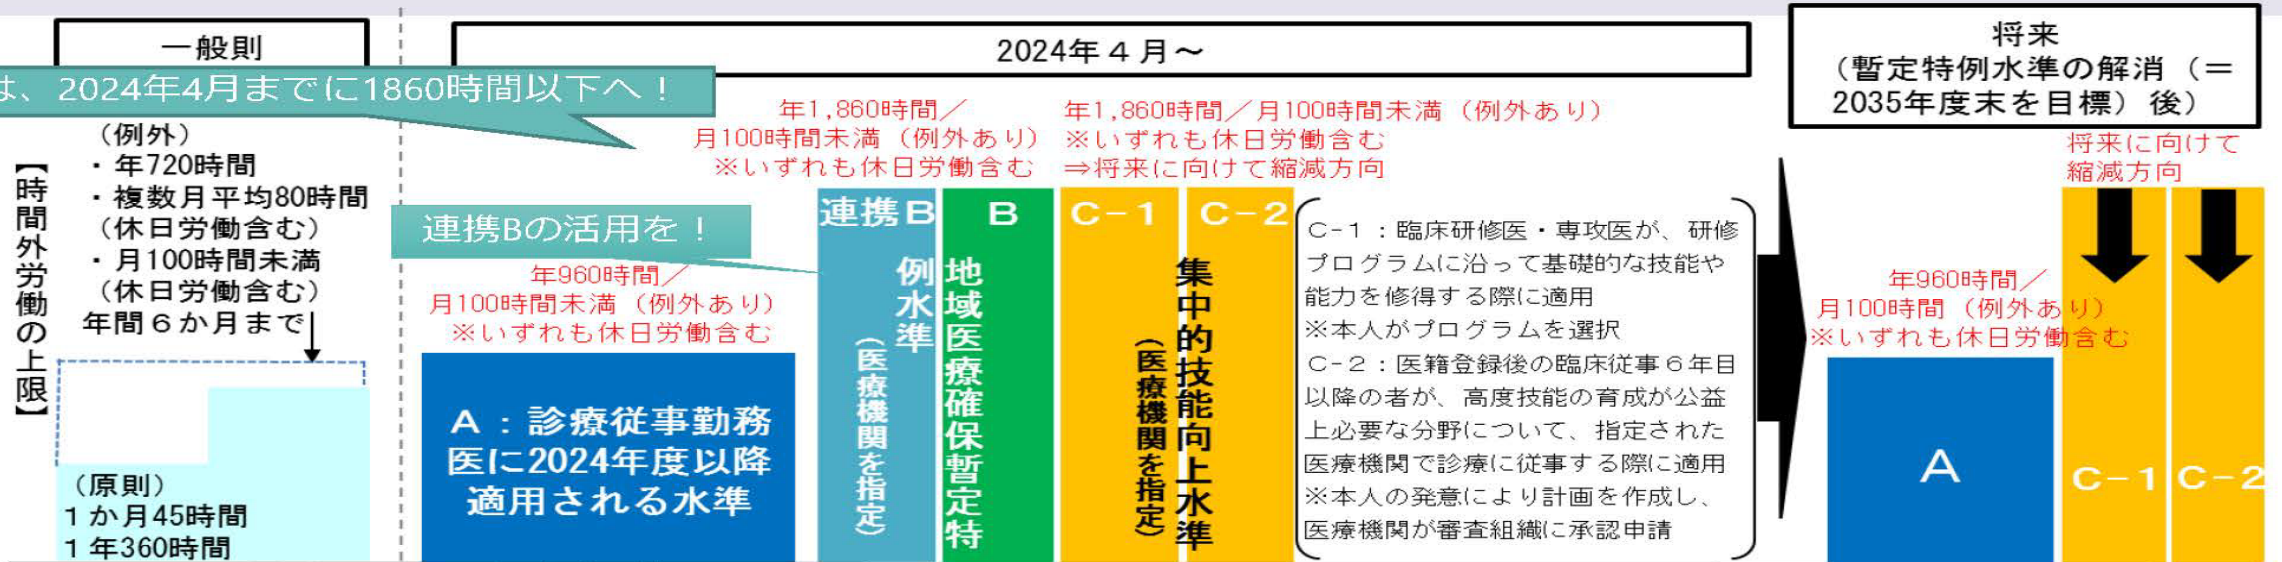 一般則
は、2024年4月までに1860時間以下へ！
（例外）
・年720時間
・複数月平均80時間
（休日労働含む）
・月100時間未満
（休日労働含む）
年間６か月まで
【時間外労働の上限】
（原則）
１か月45時間
１年360時間
2024年４月～
連携Bの活用を！
年960時間／
月100時間未満（例外あり）
※いずれも休日労働含む
A：診療従事勤務
医に2024年度以降
適用される水準
年1,860時間／
月100時間未満（例外あり）
※いずれも休日労働含む
連携B
B
地域医療確保暫定特
例水準
（医療機関を指定）
年1,860時間／月100時間未満（例外あり）
※いずれも休日労働含む
⇒将来に向けて縮減方向
C-1
C-2
集中的技能向上水準
（医療機関を指定）
C-1：臨床研修医・専攻医が、研修
プログラムに沿って基礎的な技能や
能力を修得する際に適用
※本人がプログラムを選択
C-2：医籍登録後の臨床従事６年目
以降の者が、高度技能の育成が公益
上必要な分野について、指定された
医療機関で診療に従事する際に適用
※本人の発意により計画を作成し、
医療機関が審査組織に承認申請
将来
（暫定特例水準の解消（＝
2035年度末を目標）後）
将来に向けて
縮減方向
年960時間／
月100時間（例外あり）
※いずれも休日労働含む
A
C-1
C-2